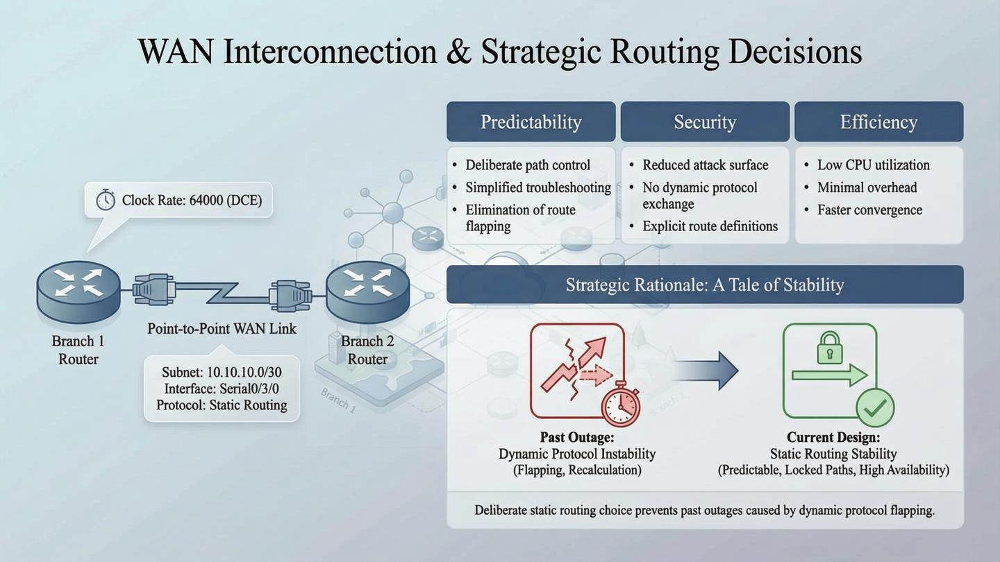 WAN Interconnection & Strategic Routing Decisions
Clock Rate: 64000 (DCE)
Branch 1
Router
Point-to-Point WAN Link
Branch 2
Router
Subnet: 10.10.10.0/30
Interface: Serial0/3/0
Protocol: Static Routing
Branch 1
Predictability
• Deliberate path control
• Simplified troubleshooting
• Elimination of route
flapping
Security
• Reduced attack surface
• No dynamic protocol
exchange
• Explicit route definitions
Efficiency
• Low CPU utilization
• Minimal overhead
• Faster convergence
Strategic Rationale: A Tale of Stability
Branch 2
Past Outage:
Dynamic Protocol Instability
(Flapping, Recalculation)
Current Design:
Static Routing Stability
(Predictable, Locked Paths, High Availability)
Deliberate static routing choice prevents past outages caused by dynamic protocol flapping.